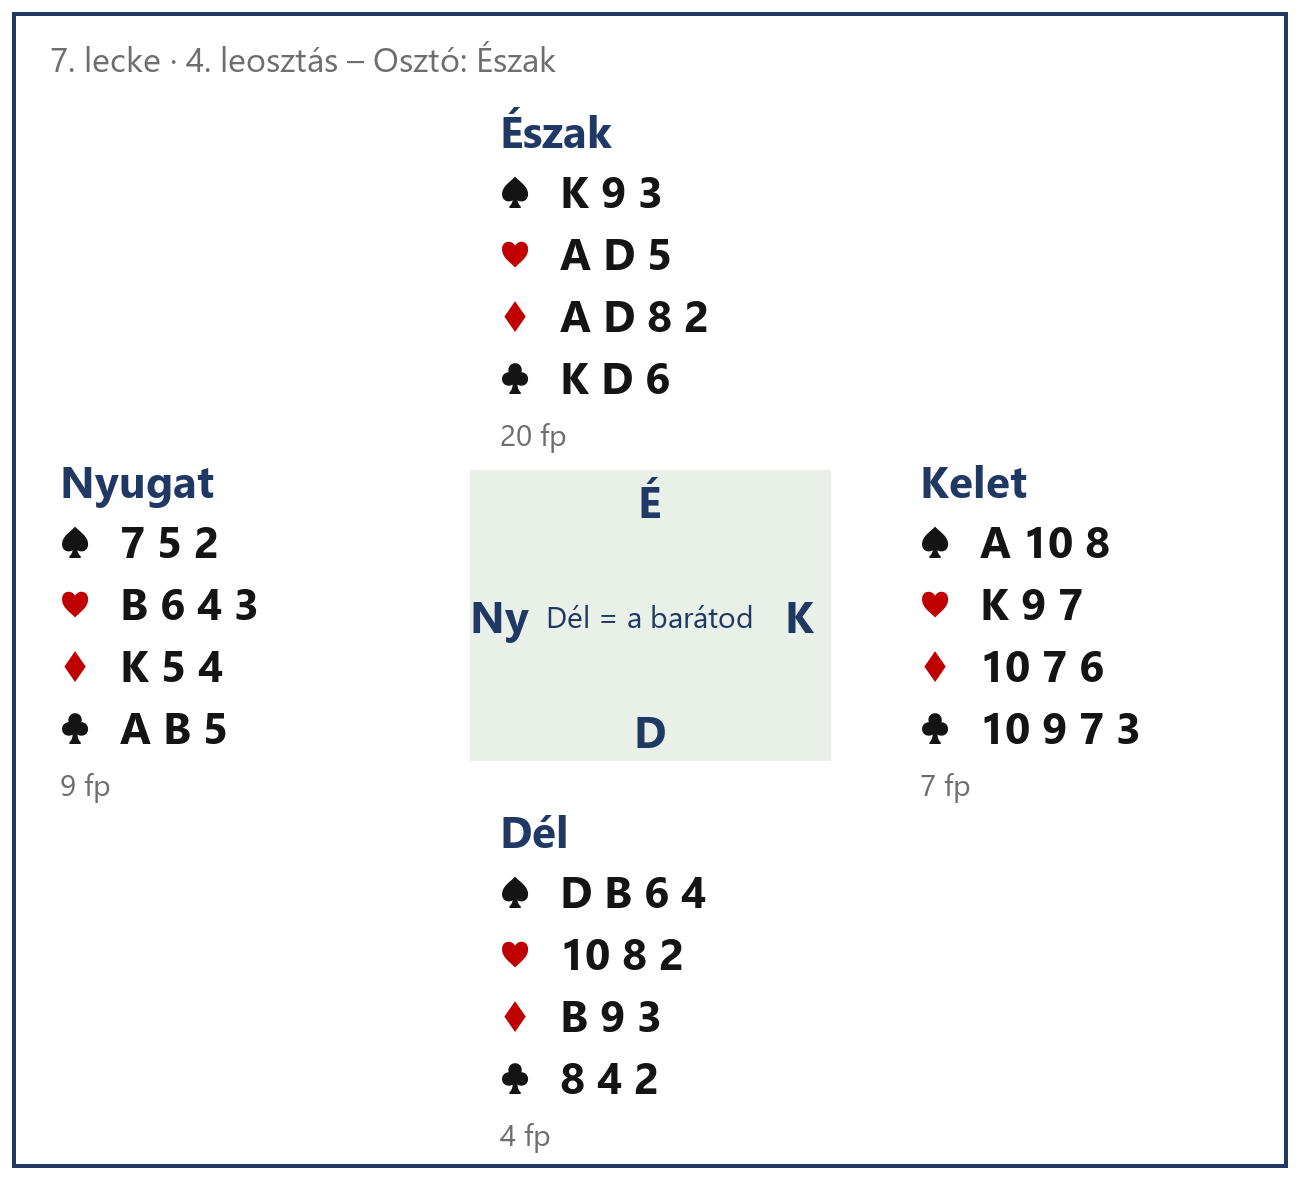 7. lecke · 4. leosztás – Osztó: Észak
Észak
♠ K 9 3
♥ A D 5
♦ A D 8 2
♣ K D 6
20 fp
Nyugat
♠ 7 5 2
♥ B 6 4 3
♦ K 5 4
♣ A B 5
9 fp
É
Ny Dél = a barátod K
D
Kelet
♠ A 10 8
♥ K 9 7
♦ 10 7 6
♣ 10 9 7 3
7 fp
Dél
♠ D B 6 4
♥ 10 8 2
♦ B 9 3
♣ 8 4 2
4 fp